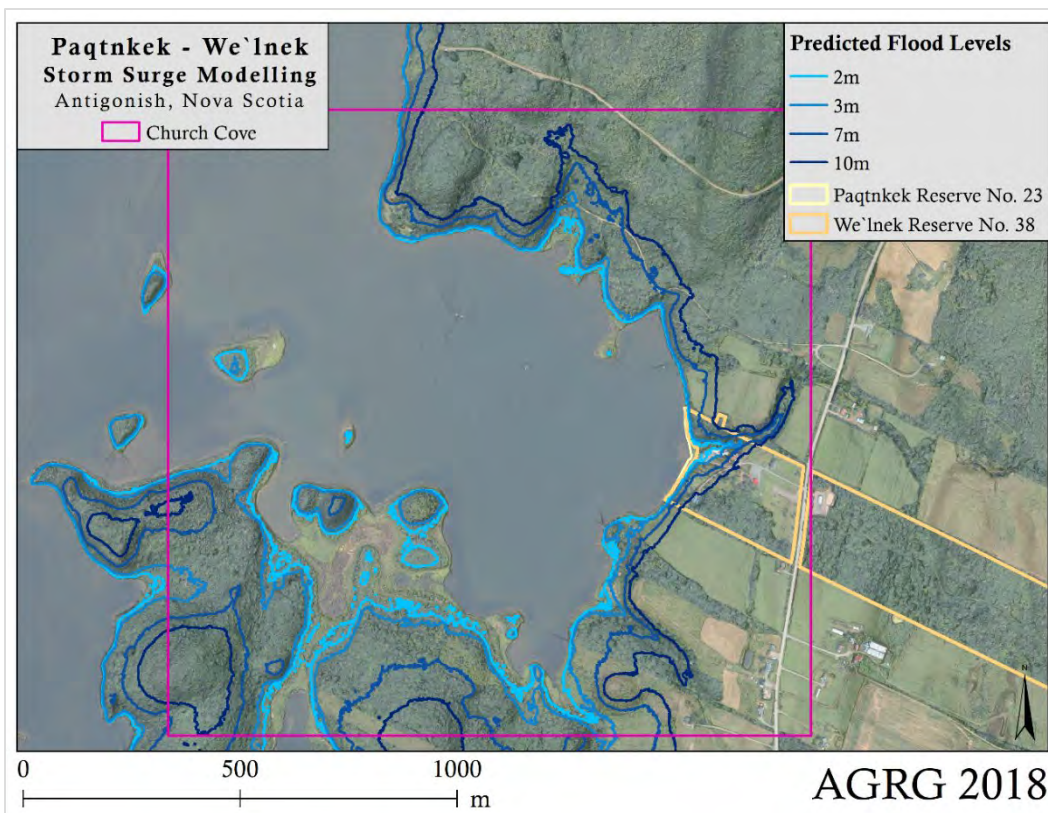 Paqtnkek - We`lnek
Storm Surge Modelling
Antigonish, Nova Scotia
Church Cove
Predicted Flood Levels
2m
3m
7m
10m
Paqtnkek Reserve No. 23
We`lnek Reserve No. 38
N
0 500 1000
m
AGRG 2018